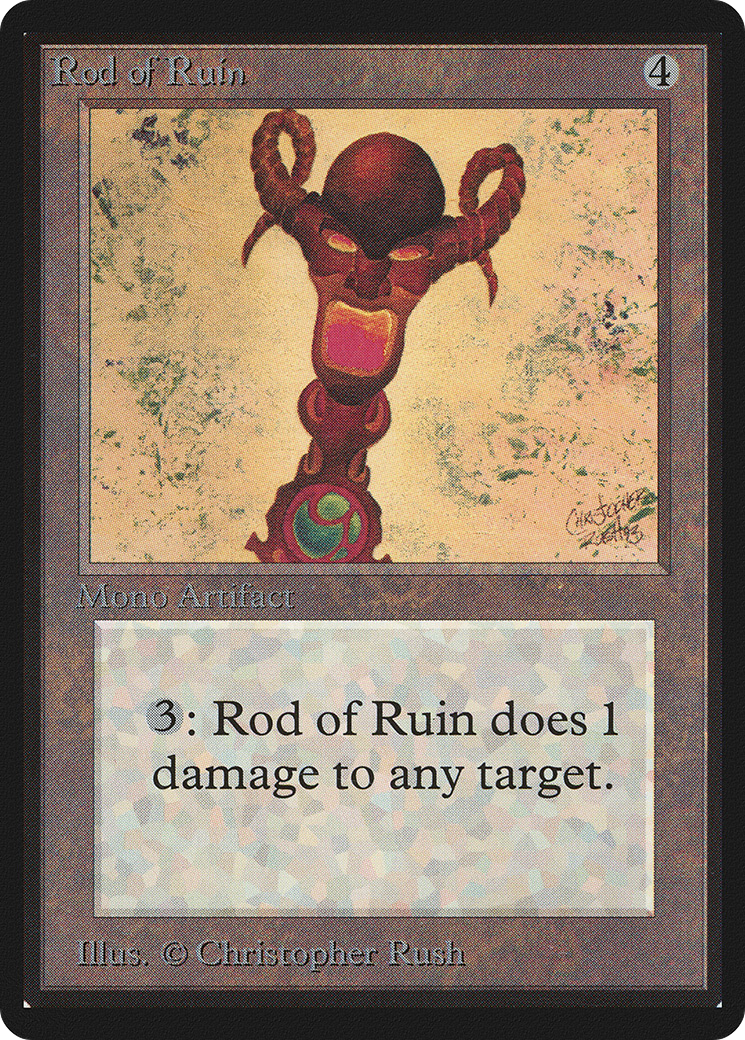 Rod of Ruin
4
Mono Artifact
3: Rod of Ruin does 1
damage to any target.
Illus. © Christopher Rush